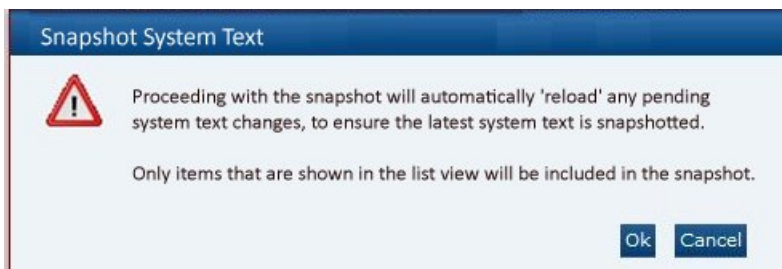 Snapshot System Text
Proceeding with the snapshot will automatically 'reload' any pending
system text changes, to ensure the latest system text is snapshotted.
Only items that are shown in the list view will be included in the snapshot.
Ok Cancel